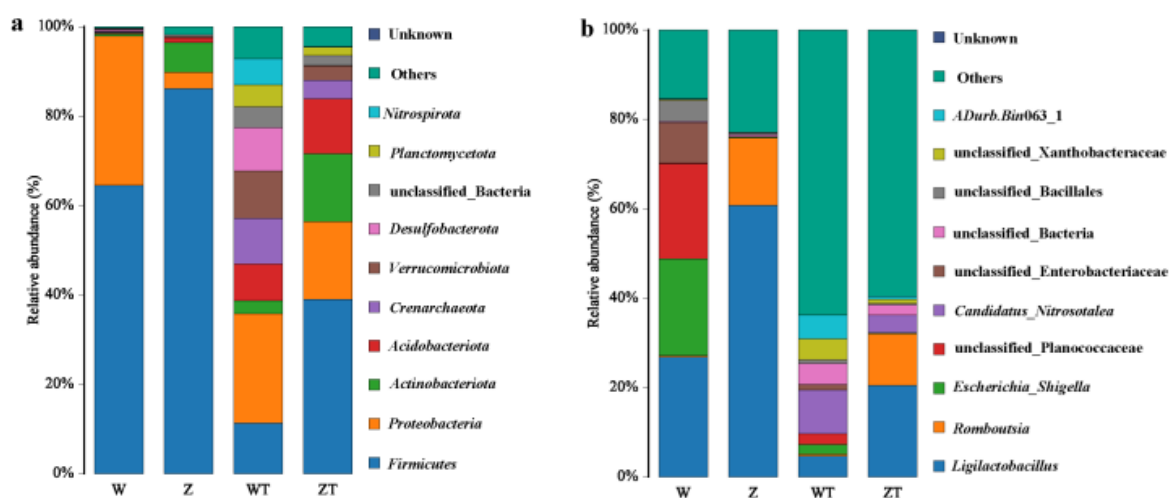 a
Relative abundance (%)
100%
80%
60%
40%
20%
0%
W
Z
WT
ZT
Unknown
Others
Nitrospirota
Planctomycetota
unclassified_Bacteria
Desulfobacterota
Verrucomicrobiota
Crenarchaeota
Acidobacteriota
Actinobacteriota
Proteobacteria
Firmicutes
b
Relative abundance (%)
100%
80%
60%
40%
20%
0%
W
Z
WT
ZT
Unknown
Others
ADurb.Bin063_1
unclassified_Xanthobacteraceae
unclassified_Bacillales
unclassified_Bacteria
unclassified_Enterobacteriaceae
Candidatus_Nitrosotalea
unclassified_Planococcaceae
Escherichia_Shigella
Romboutsia
Ligilactobacillus